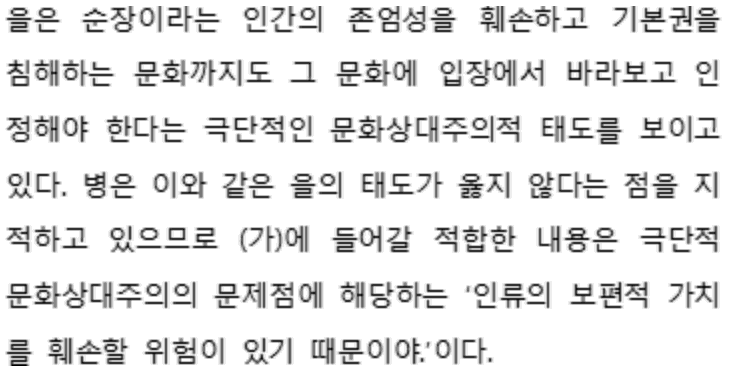 을은 순장이라는 인간의 존엄성을 훼손하고 기본권을
침해하는 문화까지도 그 문화에 입장에서 바라보고 인
정해야 한다는 극단적인 문화상대주의적 태도를 보이고
있다. 병은 이와 같은 을의 태도가 옳지 않다는 점을 지
적하고 있으므로 (가)에 들어갈 적합한 내용은 극단적
문화상대주의의 문제점에 해당하는 ‘인류의 보편적 가치
를 훼손할 위험이 있기 때문이야.’이다.